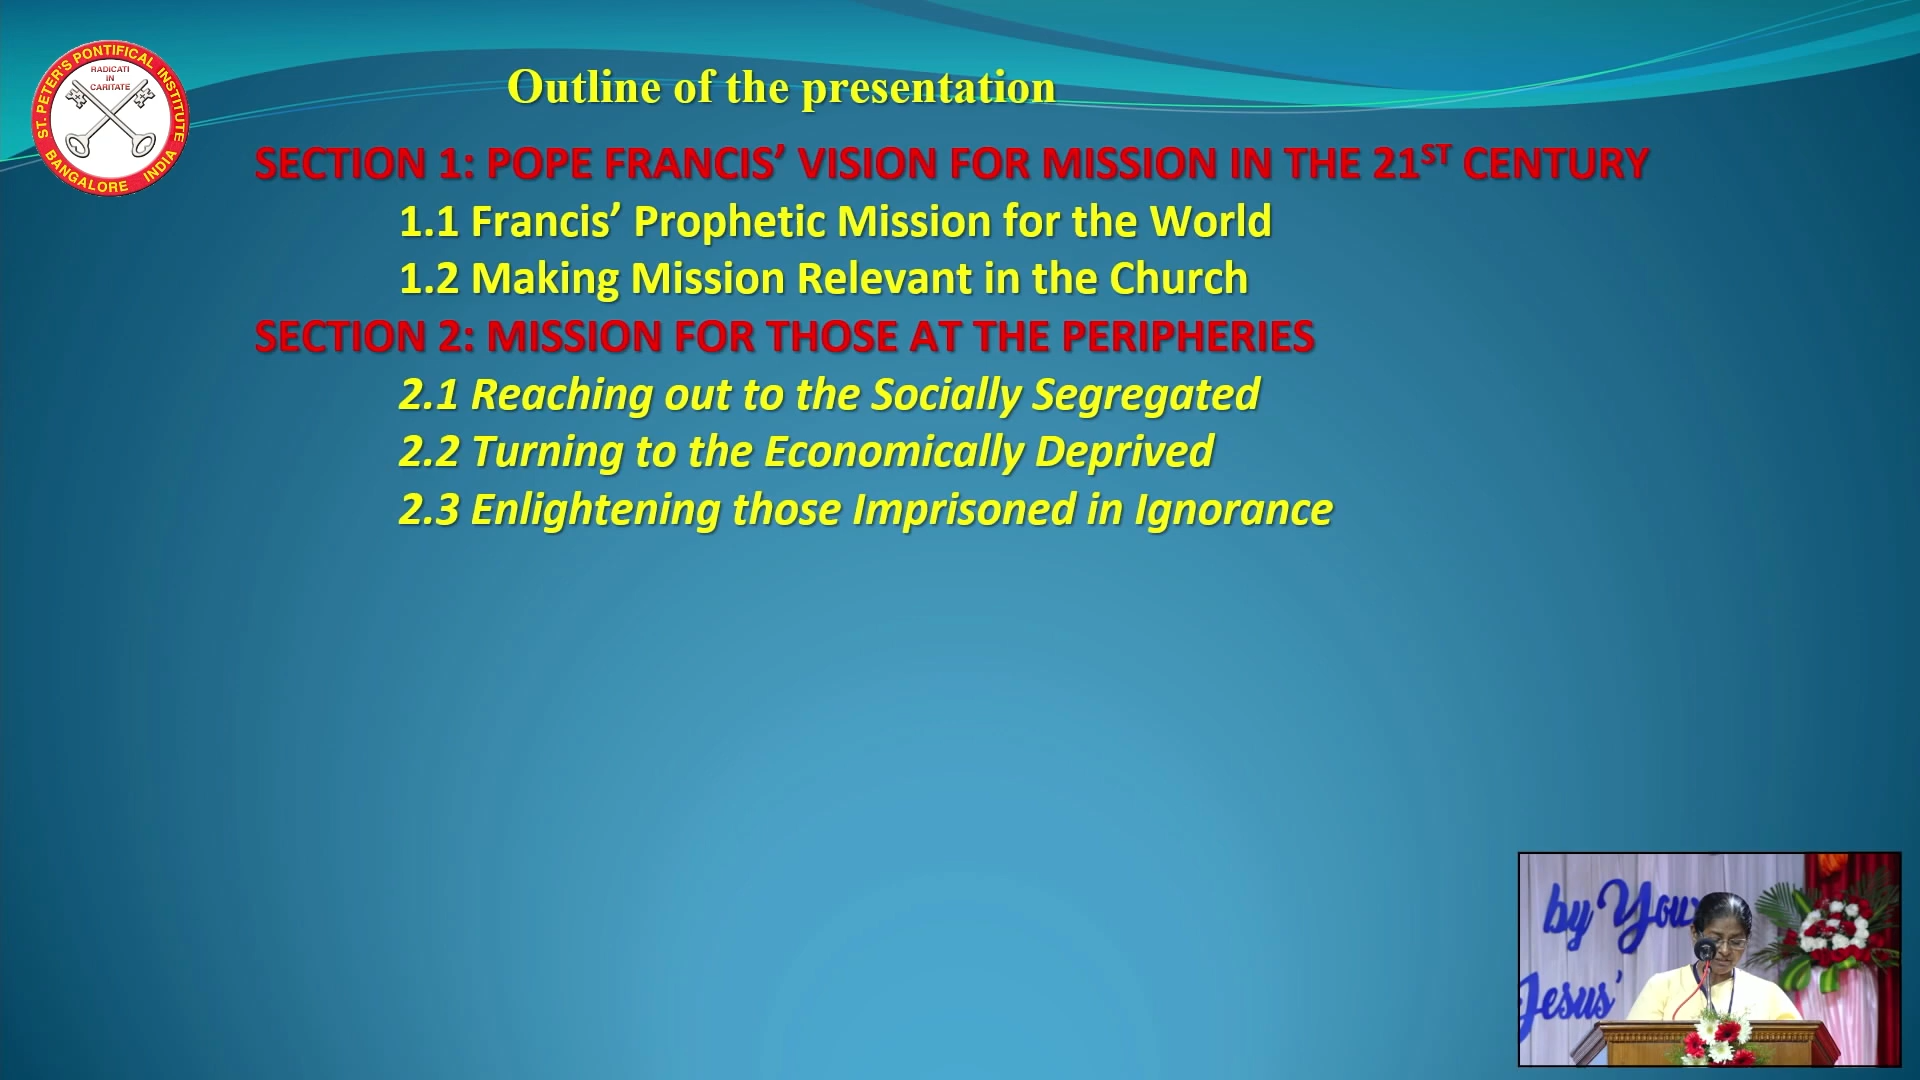 ST. PETER'S PONTIFICAL INSTITUTE
RADICATI
IN
CARITATE
BANGALORE INDIA
Outline of the presentation
SECTION 1: POPE FRANCIS’ VISION FOR MISSION IN THE 21ST CENTURY
1.1 Francis’ Prophetic Mission for the World
1.2 Making Mission Relevant in the Church
SECTION 2: MISSION FOR THOSE AT THE PERIPHERIES
2.1 Reaching out to the Socially Segregated
2.2 Turning to the Economically Deprived
2.3 Enlightening those Imprisoned in Ignorance
by
Jesus'